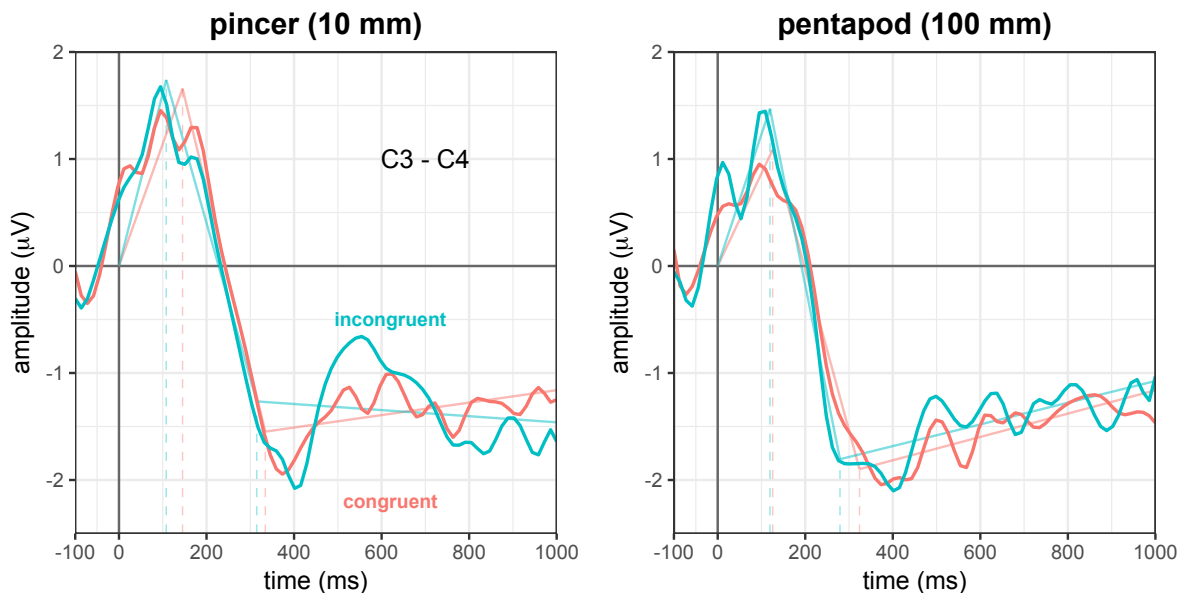 pincer (10 mm)
amplitude (μV)
2
1
0
-1
-2
C3 - C4
incongruent
congruent
-100 0 200 400 600 800 1000
time (ms)
pentapod (100 mm)
amplitude (μV)
2
1
0
-1
-2
-100 0 200 400 600 800 1000
time (ms)